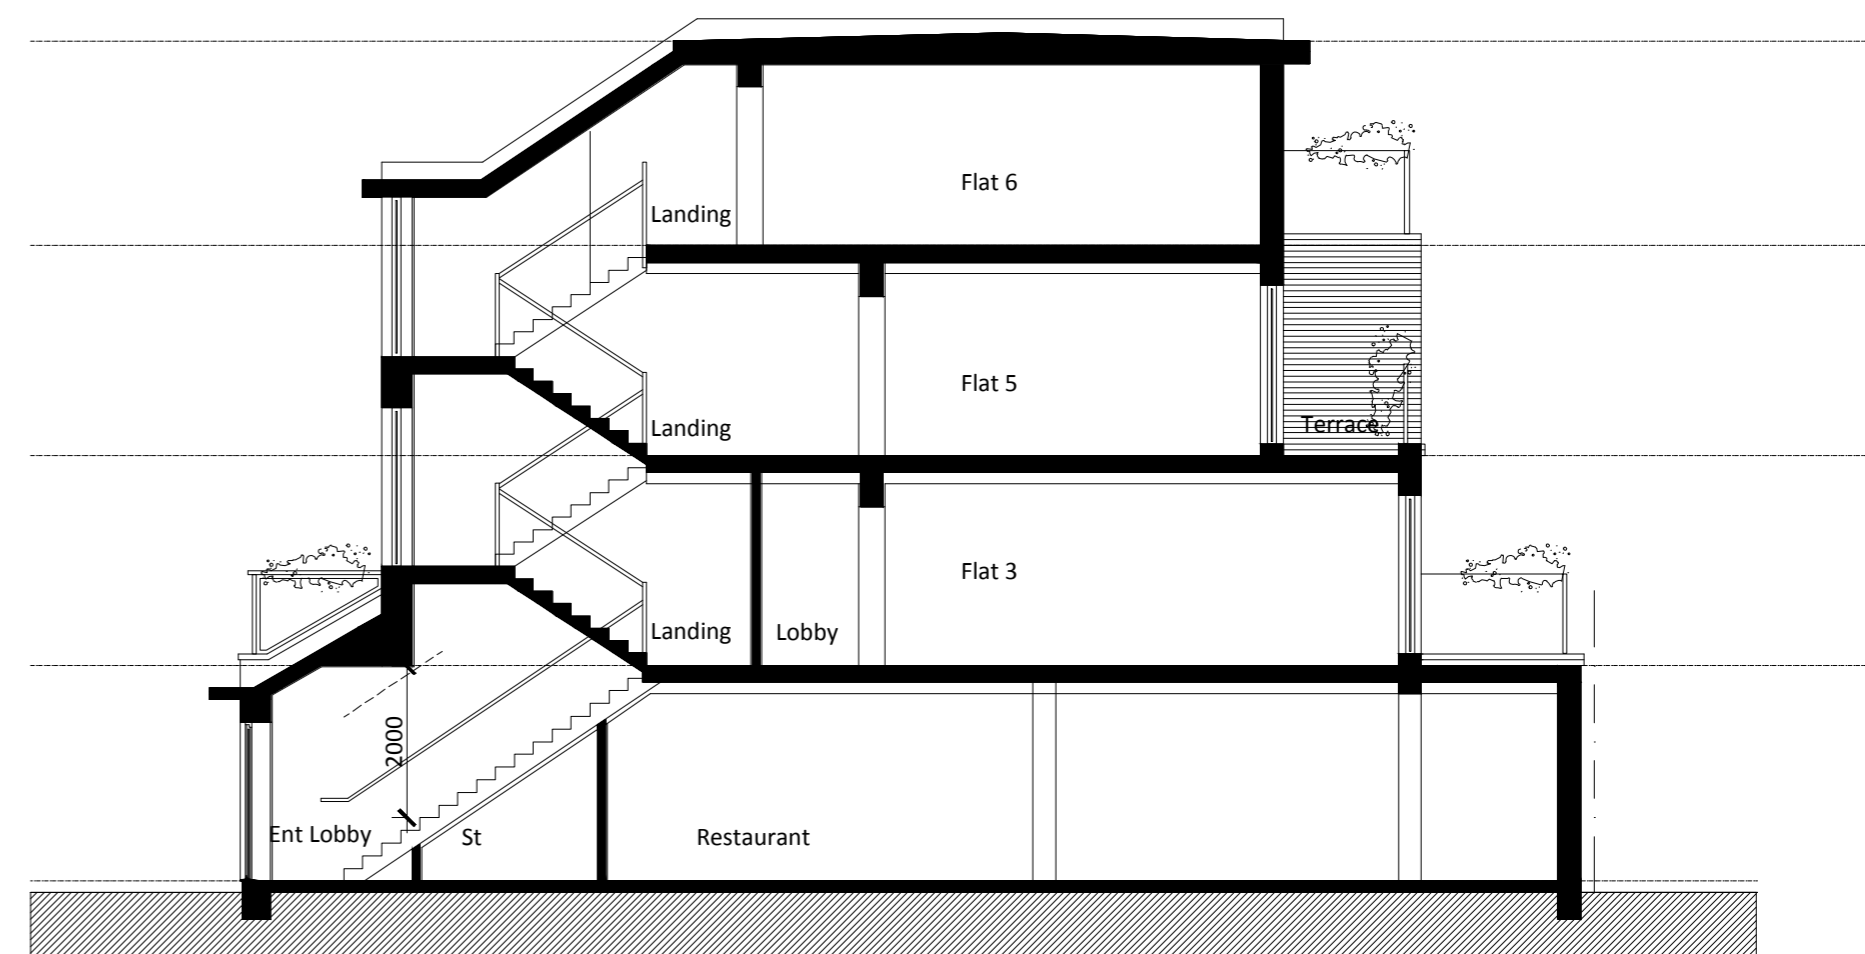 Flat 6
Landing
Flat 5
Landing
Terrace
Flat 3
Landing
Lobby
2000
Ent Lobby
St
Restaurant